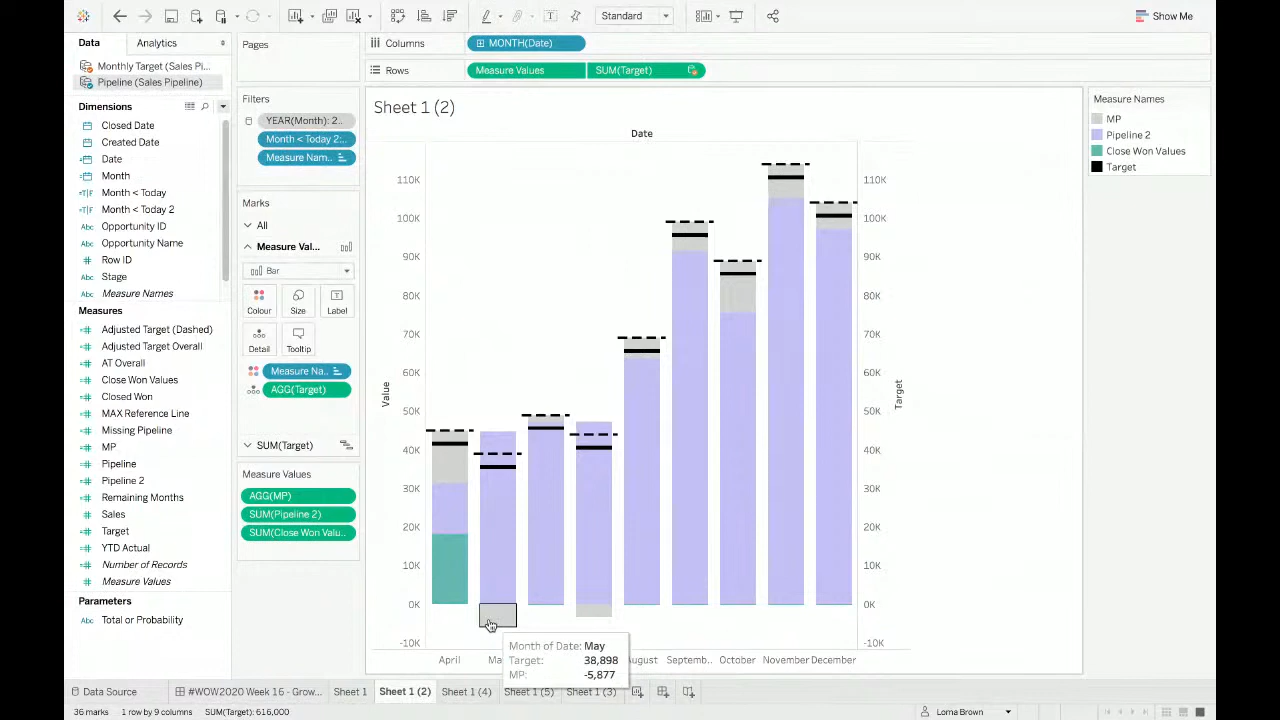 Standard
Show Me
Data
Analytics
Pages
Columns
MONTH(Date)
Monthly Target (Sales Pi...
Pipeline (Sales Pipeline)
Rows
Measure Values
SUM(Target)
Dimensions
Closed Date
Created Date
Date
Month
Month < Today
Month < Today 2
Opportunity ID
Opportunity Name
Row ID
Stage
Measure Names
Measures
Adjusted Target (Dashed)
Adjusted Target Overall
AT Overall
Close Won Values
Closed Won
MAX Reference Line
Missing Pipeline
MP
Pipeline
Pipeline 2
Remaining Months
Sales
Target
YTD Actual
Number of Records
Measure Values
Parameters
Total or Probability
Filters
YEAR(Month): 2..
Month < Today 2:..
Measure Nam..
Marks
All
Measure Val...
Bar
Colour
Size
Label
Detail
Tooltip
Measure Na..
AGG(Target)
SUM(Target)
Measure Values
AGG(MP)
SUM(Pipeline 2)
SUM(Close Won Valu..
Sheet 1 (2)
Date
Value
110K
100K
90K
80K
70K
60K
50K
40K
30K
20K
10K
0K
-10K
110K
100K
90K
80K
70K
60K
50K
40K
30K
20K
10K
0K
-10K
Target
April
Ma
ugust
Septemb..
October
November
December
Month of Date: May
Target: 38,898
MP: -5,877
Measure Names
MP
Pipeline 2
Close Won Values
Target
Data Source
#WOW2020 Week 16 - Grow...
Sheet 1
Sheet 1 (2)
Sheet 1 (4)
Sheet 1 (5)
Sheet 1 (3)
36 marks
1 row by 9 columns
SUM(Target): 616,000
Lorna Brown